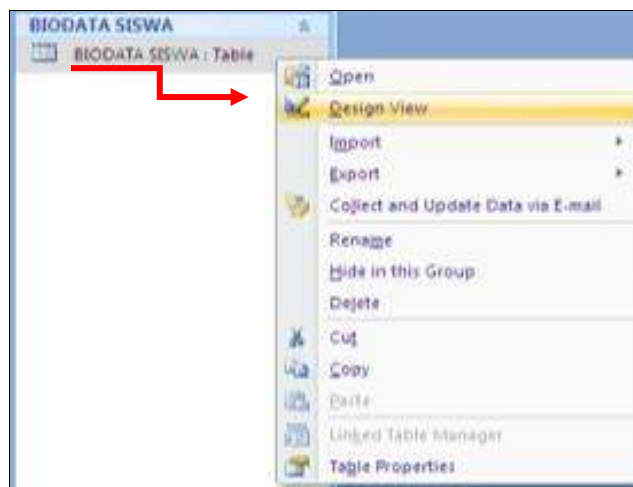 BIODATA SISWA
BIODATA SISWA : Table
Open
Design View
Import
Export
Collect and Update Data via E-mail
Rename
Hide in this Group
Delete
Cut
Copy
Paste
Linked Table Manager
Table Properties